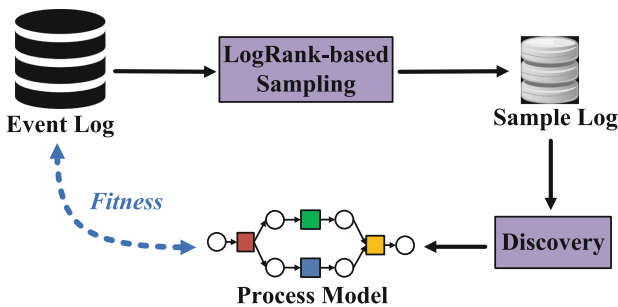 LogRank-based
Sampling
Event Log
Sample Log
Fitness
Discovery
Process Model